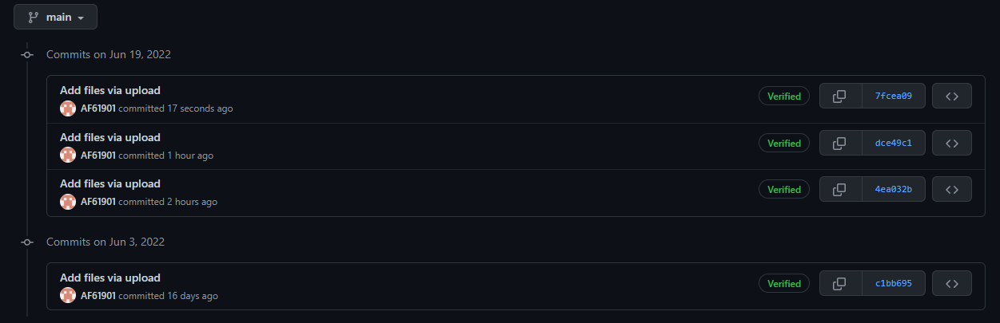 main
Commits on Jun 19, 2022
Add files via upload
AF61901 committed 17 seconds ago
Verified
7fcea09
Add files via upload
AF61901 committed 1 hour ago
Verified
dce49c1
Add files via upload
AF61901 committed 2 hours ago
Verified
4ea032b
Commits on Jun 3, 2022
Add files via upload
AF61901 committed 16 days ago
Verified
c1bb695